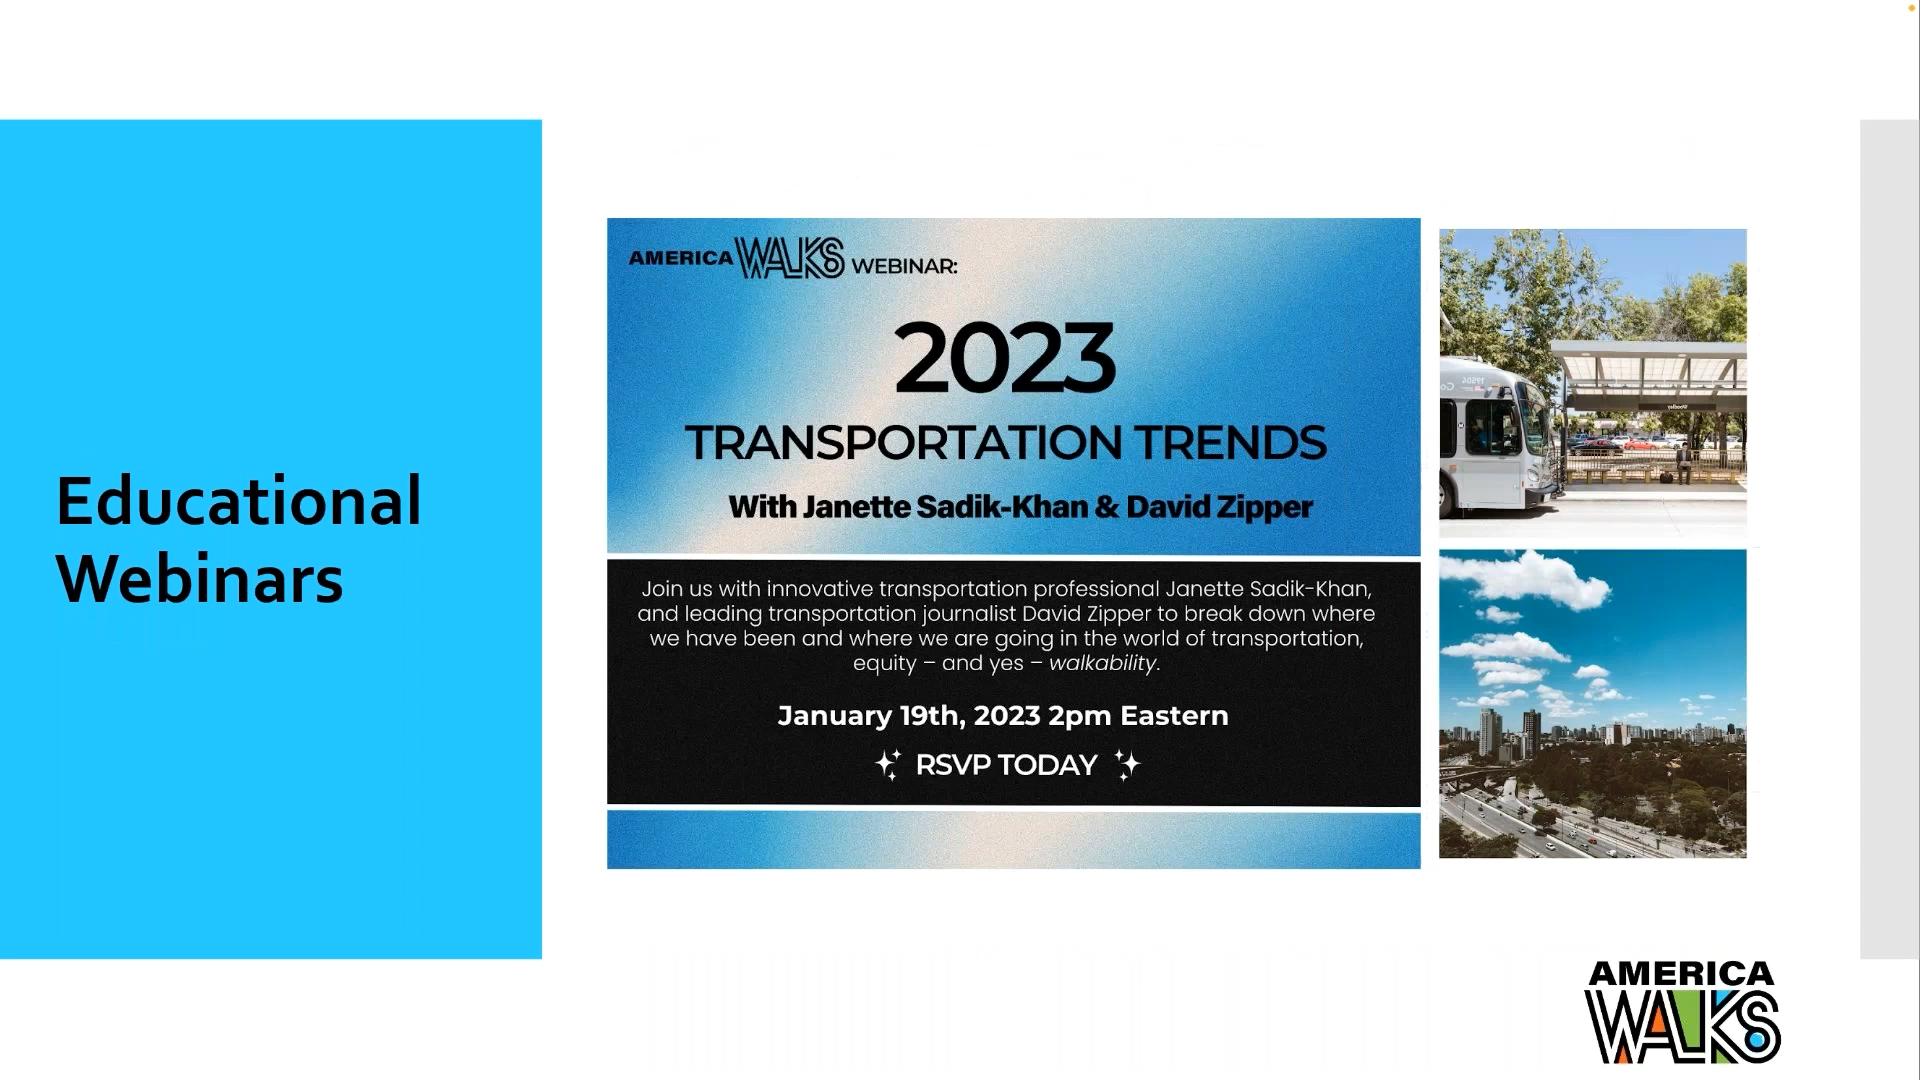 Educational
Webinars
AMERICA WALKS WEBINAR:
2023
TRANSPORTATION TRENDS
With Janette Sadik-Khan & David Zipper
Join us with innovative transportation professional Janette Sadik-Khan,
and leading transportation journalist David Zipper to break down where
we have been and where we are going in the world of transportation,
equity – and yes – walkability.
January 19th, 2023 2pm Eastern
RSVP TODAY
AMERICA
WALKS